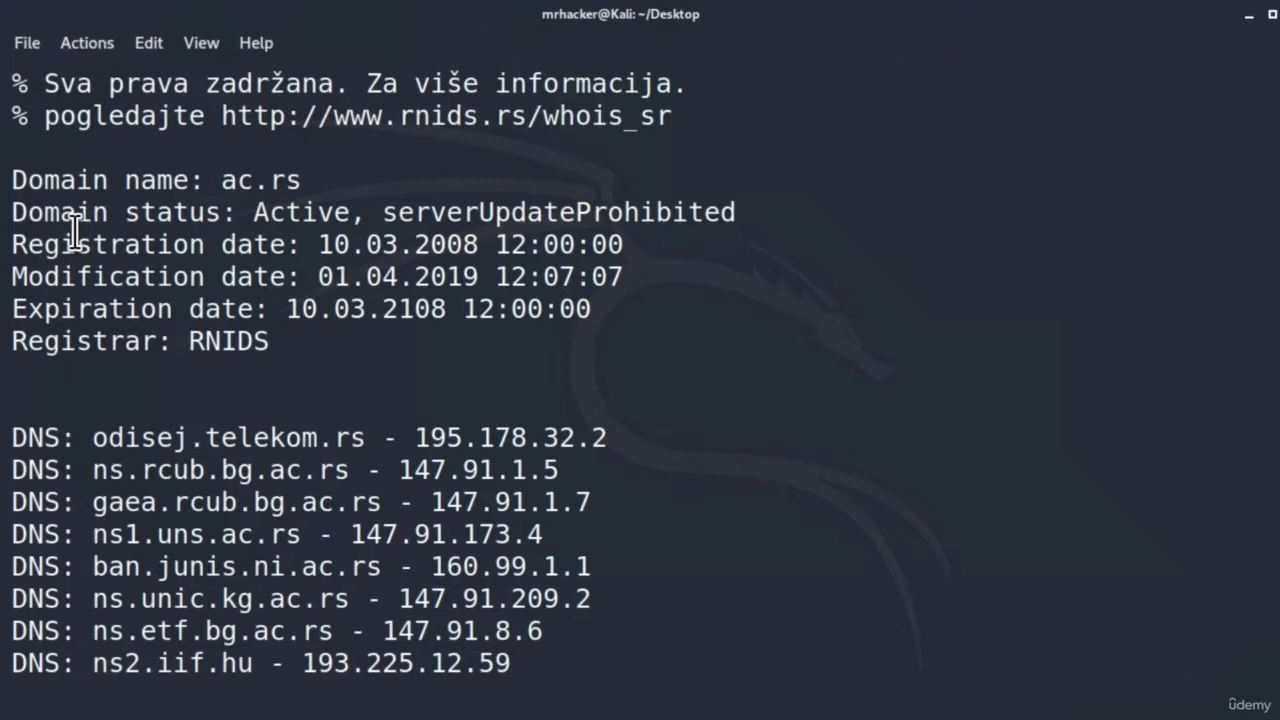 mrhacker@Kali: ~/Desktop
File Actions Edit View Help
% Sva prava zadržana. Za više informacija.
% pogledajte http://www.rnids.rs/whois_sr
Domain name: ac.rs
Domain status: Active, serverUpdateProhibited
Registration date: 10.03.2008 12:00:00
Modification date: 01.04.2019 12:07:07
Expiration date: 10.03.2108 12:00:00
Registrar: RNIDS
DNS: odisej.telekom.rs - 195.178.32.2
DNS: ns.rcub.bg.ac.rs - 147.91.1.5
DNS: gaea.rcub.bg.ac.rs - 147.91.1.7
DNS: ns1.uns.ac.rs - 147.91.173.4
DNS: ban.junis.ni.ac.rs - 160.99.1.1
DNS: ns.unic.kg.ac.rs - 147.91.209.2
DNS: ns.etf.bg.ac.rs - 147.91.8.6
DNS: ns2.iif.hu - 193.225.12.59
udemy